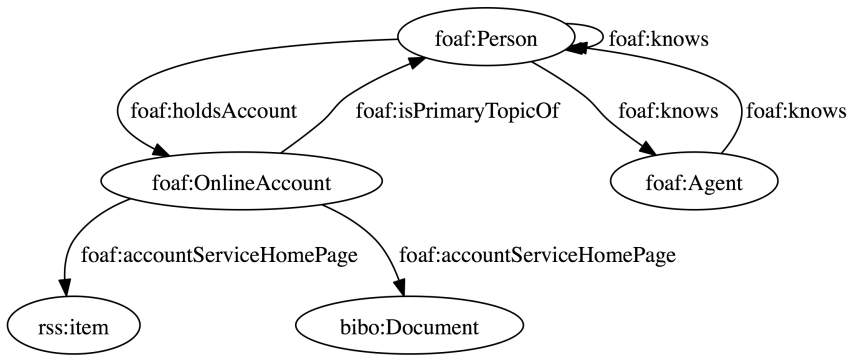 foaf:Person
foaf:knows
foaf:holdsAccount
foaf:isPrimaryTopicOf
foaf:knows
foaf:knows
foaf:OnlineAccount
foaf:Agent
foaf:accountServiceHomePage
foaf:accountServiceHomePage
rss:item
bibo:Document